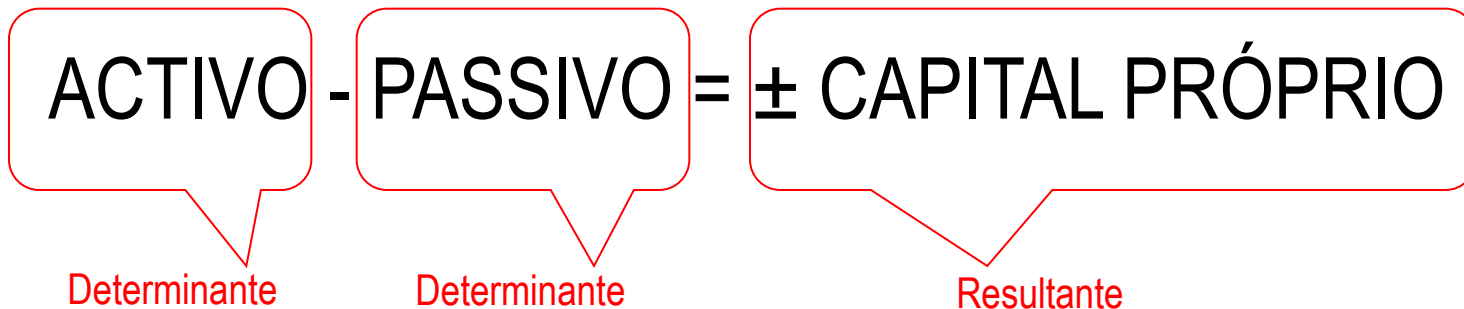 ACTIVO - PASSIVO = ± CAPITAL PRÓPRIO
Determinante Determinante Resultante